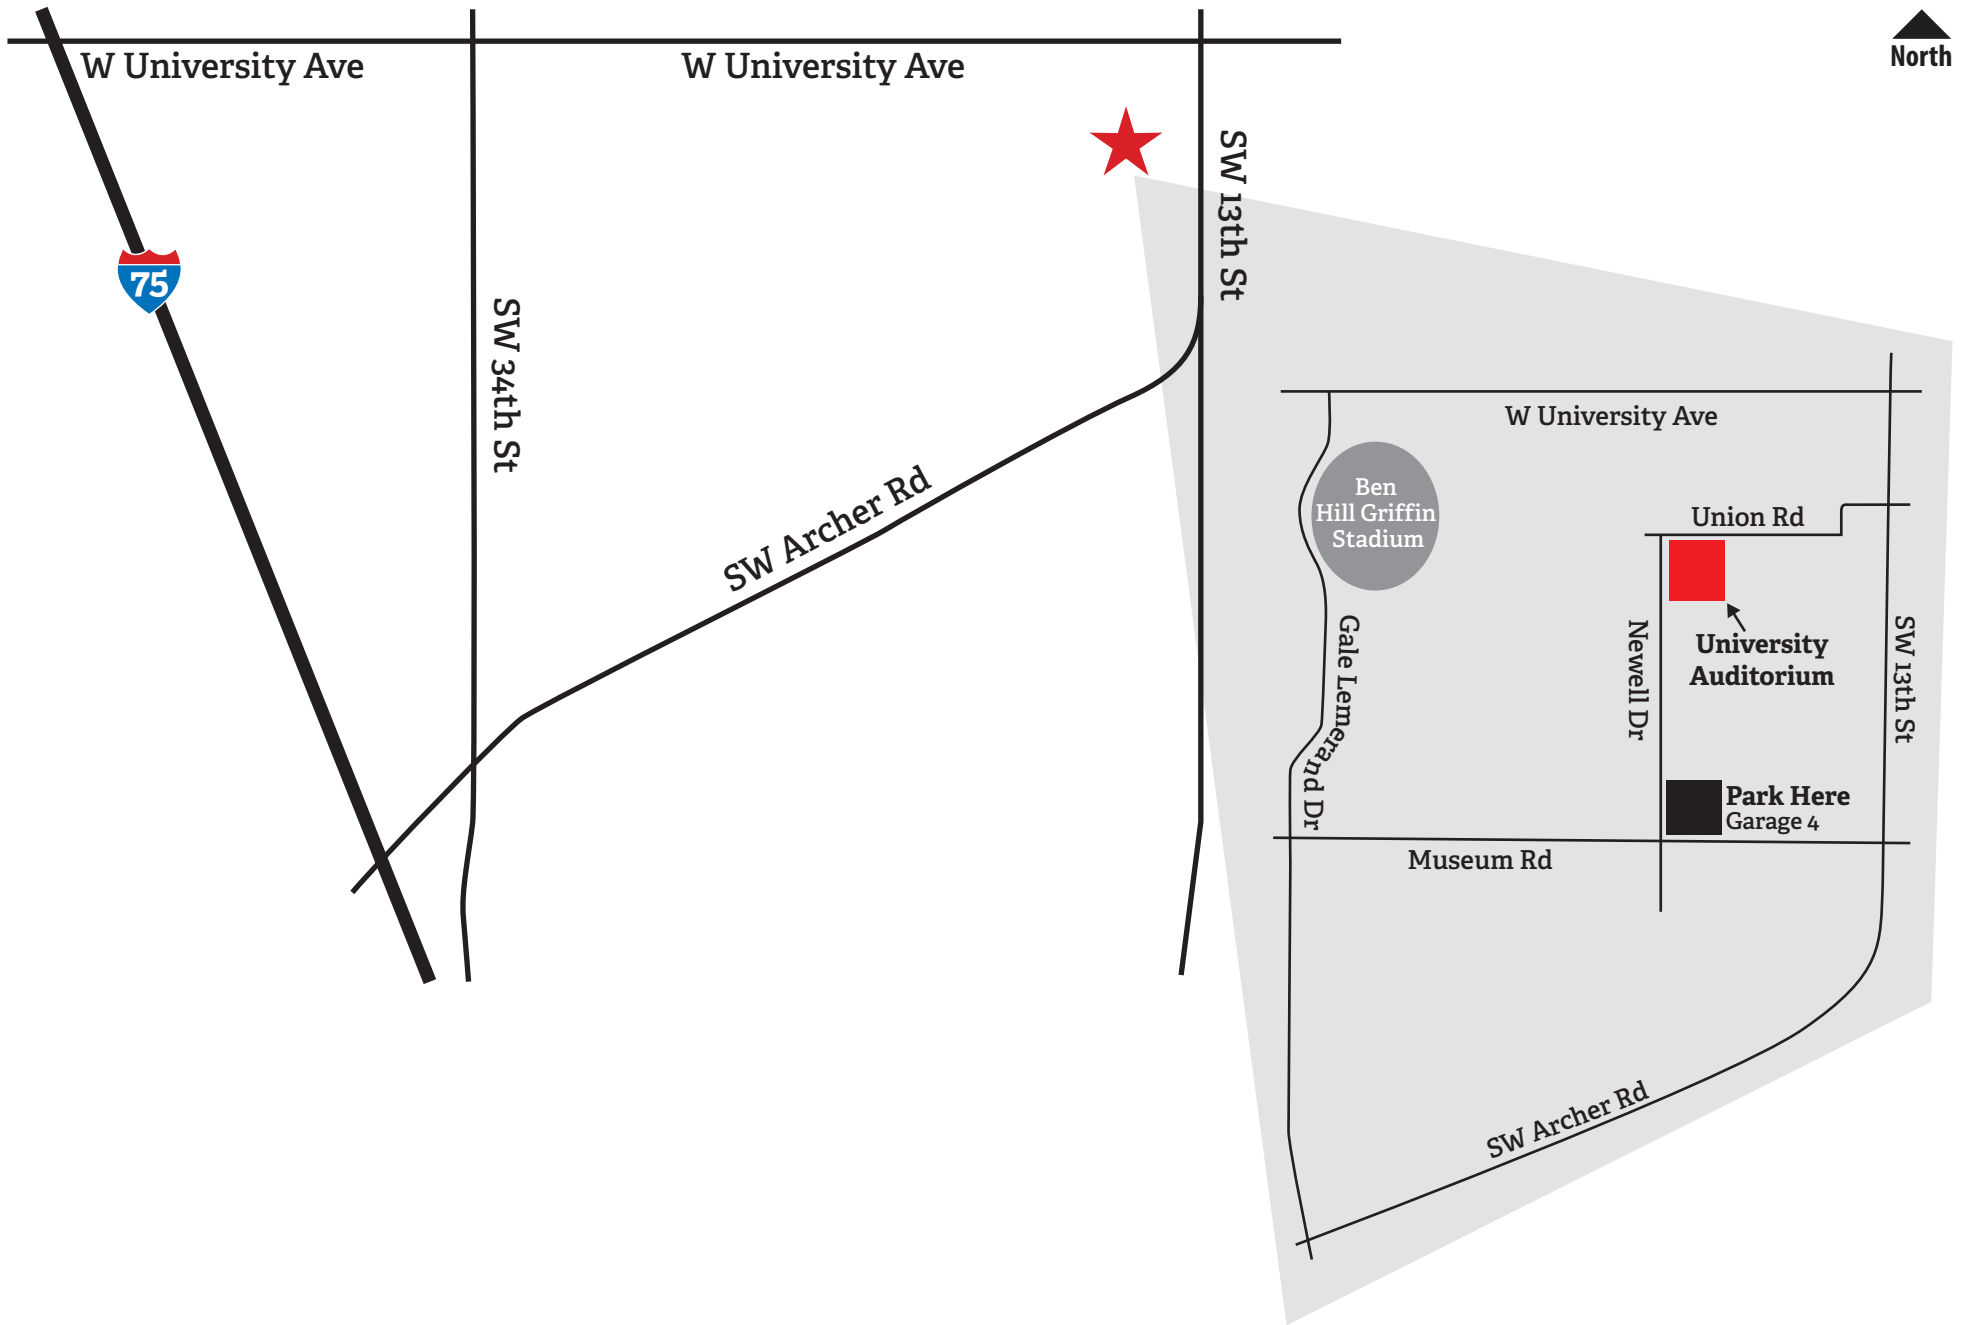 W University Ave
W University Ave
North
SW 13th St
75
SW 34th St
SW Archer Rd
W University Ave
Ben
Hill Griffin
Stadium
Union Rd
University
Auditorium
Newell Dr
SW 13th St
Gale Lemerand Dr
Park Here
Garage 4
Museum Rd
SW Archer Rd